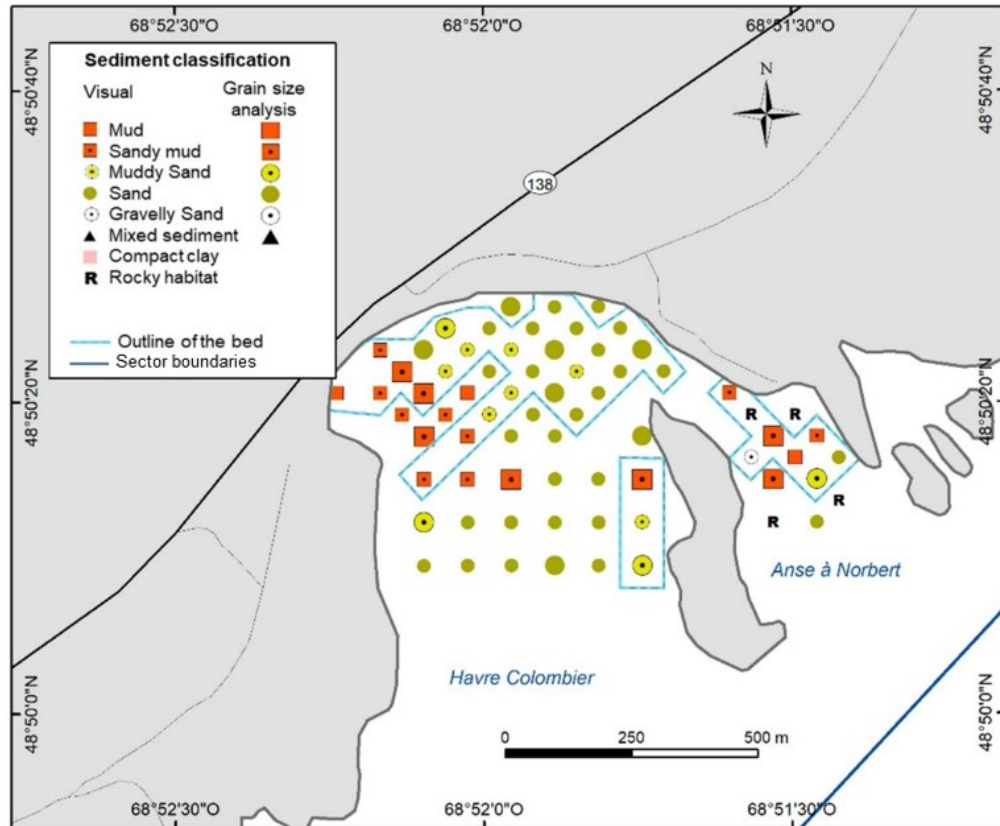 68°52'30"O 68°52'0"O 68°51'30"O
48°50'40"N 48°50'40"N
Sediment classification
Visual Grain size analysis
Mud
Sandy mud
Muddy Sand
Sand
Gravelly Sand
Mixed sediment
Compact clay
R Rocky habitat
Outline of the bed
Sector boundaries
N
138
48°50'20"N 48°50'20"N
R R
R
R
Anse à Norbert
Havre Colombier
48°50'0"N 48°50'0"N
0 250 500 m
68°52'30"O 68°52'0"O 68°51'30"O